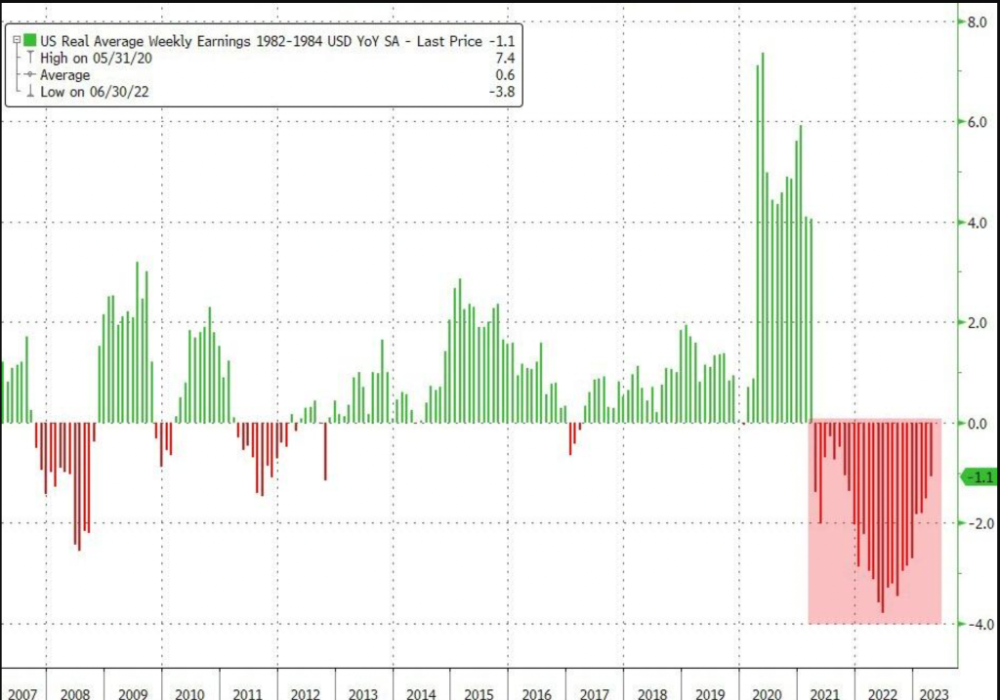 US Real Average Weekly Earnings 1982-1984 USD YoY SA - Last Price -1.1
High on 05/31/20 7.4
Average 0.6
Low on 06/30/22 -3.8
8.0
6.0
4.0
2.0
0.0
-1.1
-2.0
-4.0
2007 2008 2009 2010 2011 2012 2013 2014 2015 2016 2017 2018 2019 2020 2021 2022 2023